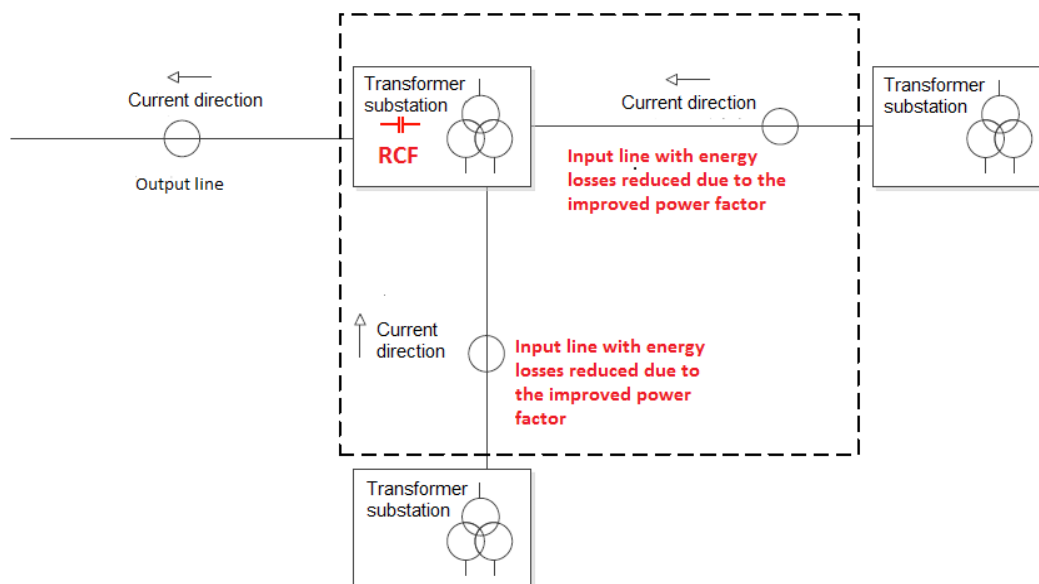 Current direction
Output line
Transformer
substation
RCF
Current direction
Input line with energy
losses reduced due to the
improved power factor
Transformer
substation
Current
direction
Input line with energy
losses reduced due to
the improved power
factor
Transformer
substation